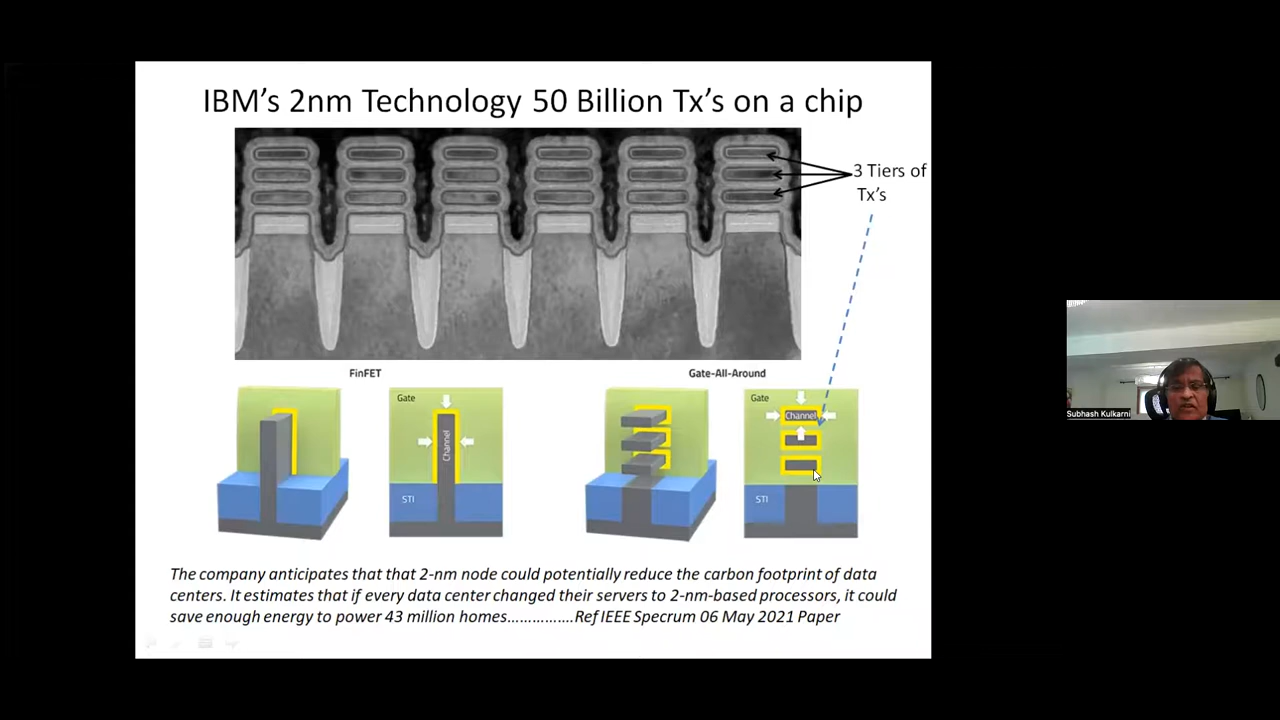 IBM's 2nm Technology 50 Billion Tx's on a chip
3 Tiers of
Tx's
FinFET
Gate-All-Around
Gate
Channel
STI
Gate
Channel
STI
The company anticipates that that 2-nm node could potentially reduce the carbon footprint of data
centers. It estimates that if every data center changed their servers to 2-nm-based processors, it could
save enough energy to power 43 million homes…………….Ref IEEE Specrum 06 May 2021 Paper
Subhash Kulkarni